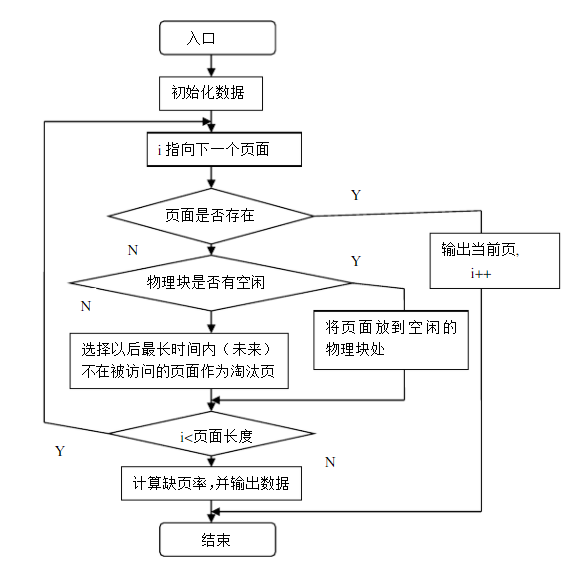 入口
初始化数据
i指向下一个页面
Y
页面是否存在
N
输出当前页,
i++
Y
物理块是否有空闲
N
将页面放到空闲的
物理块处
选择以后最长时间内（未来）
不在被访问的页面作为淘汰页
i<页面长度
Y
N
计算缺页率，并输出数据
结束